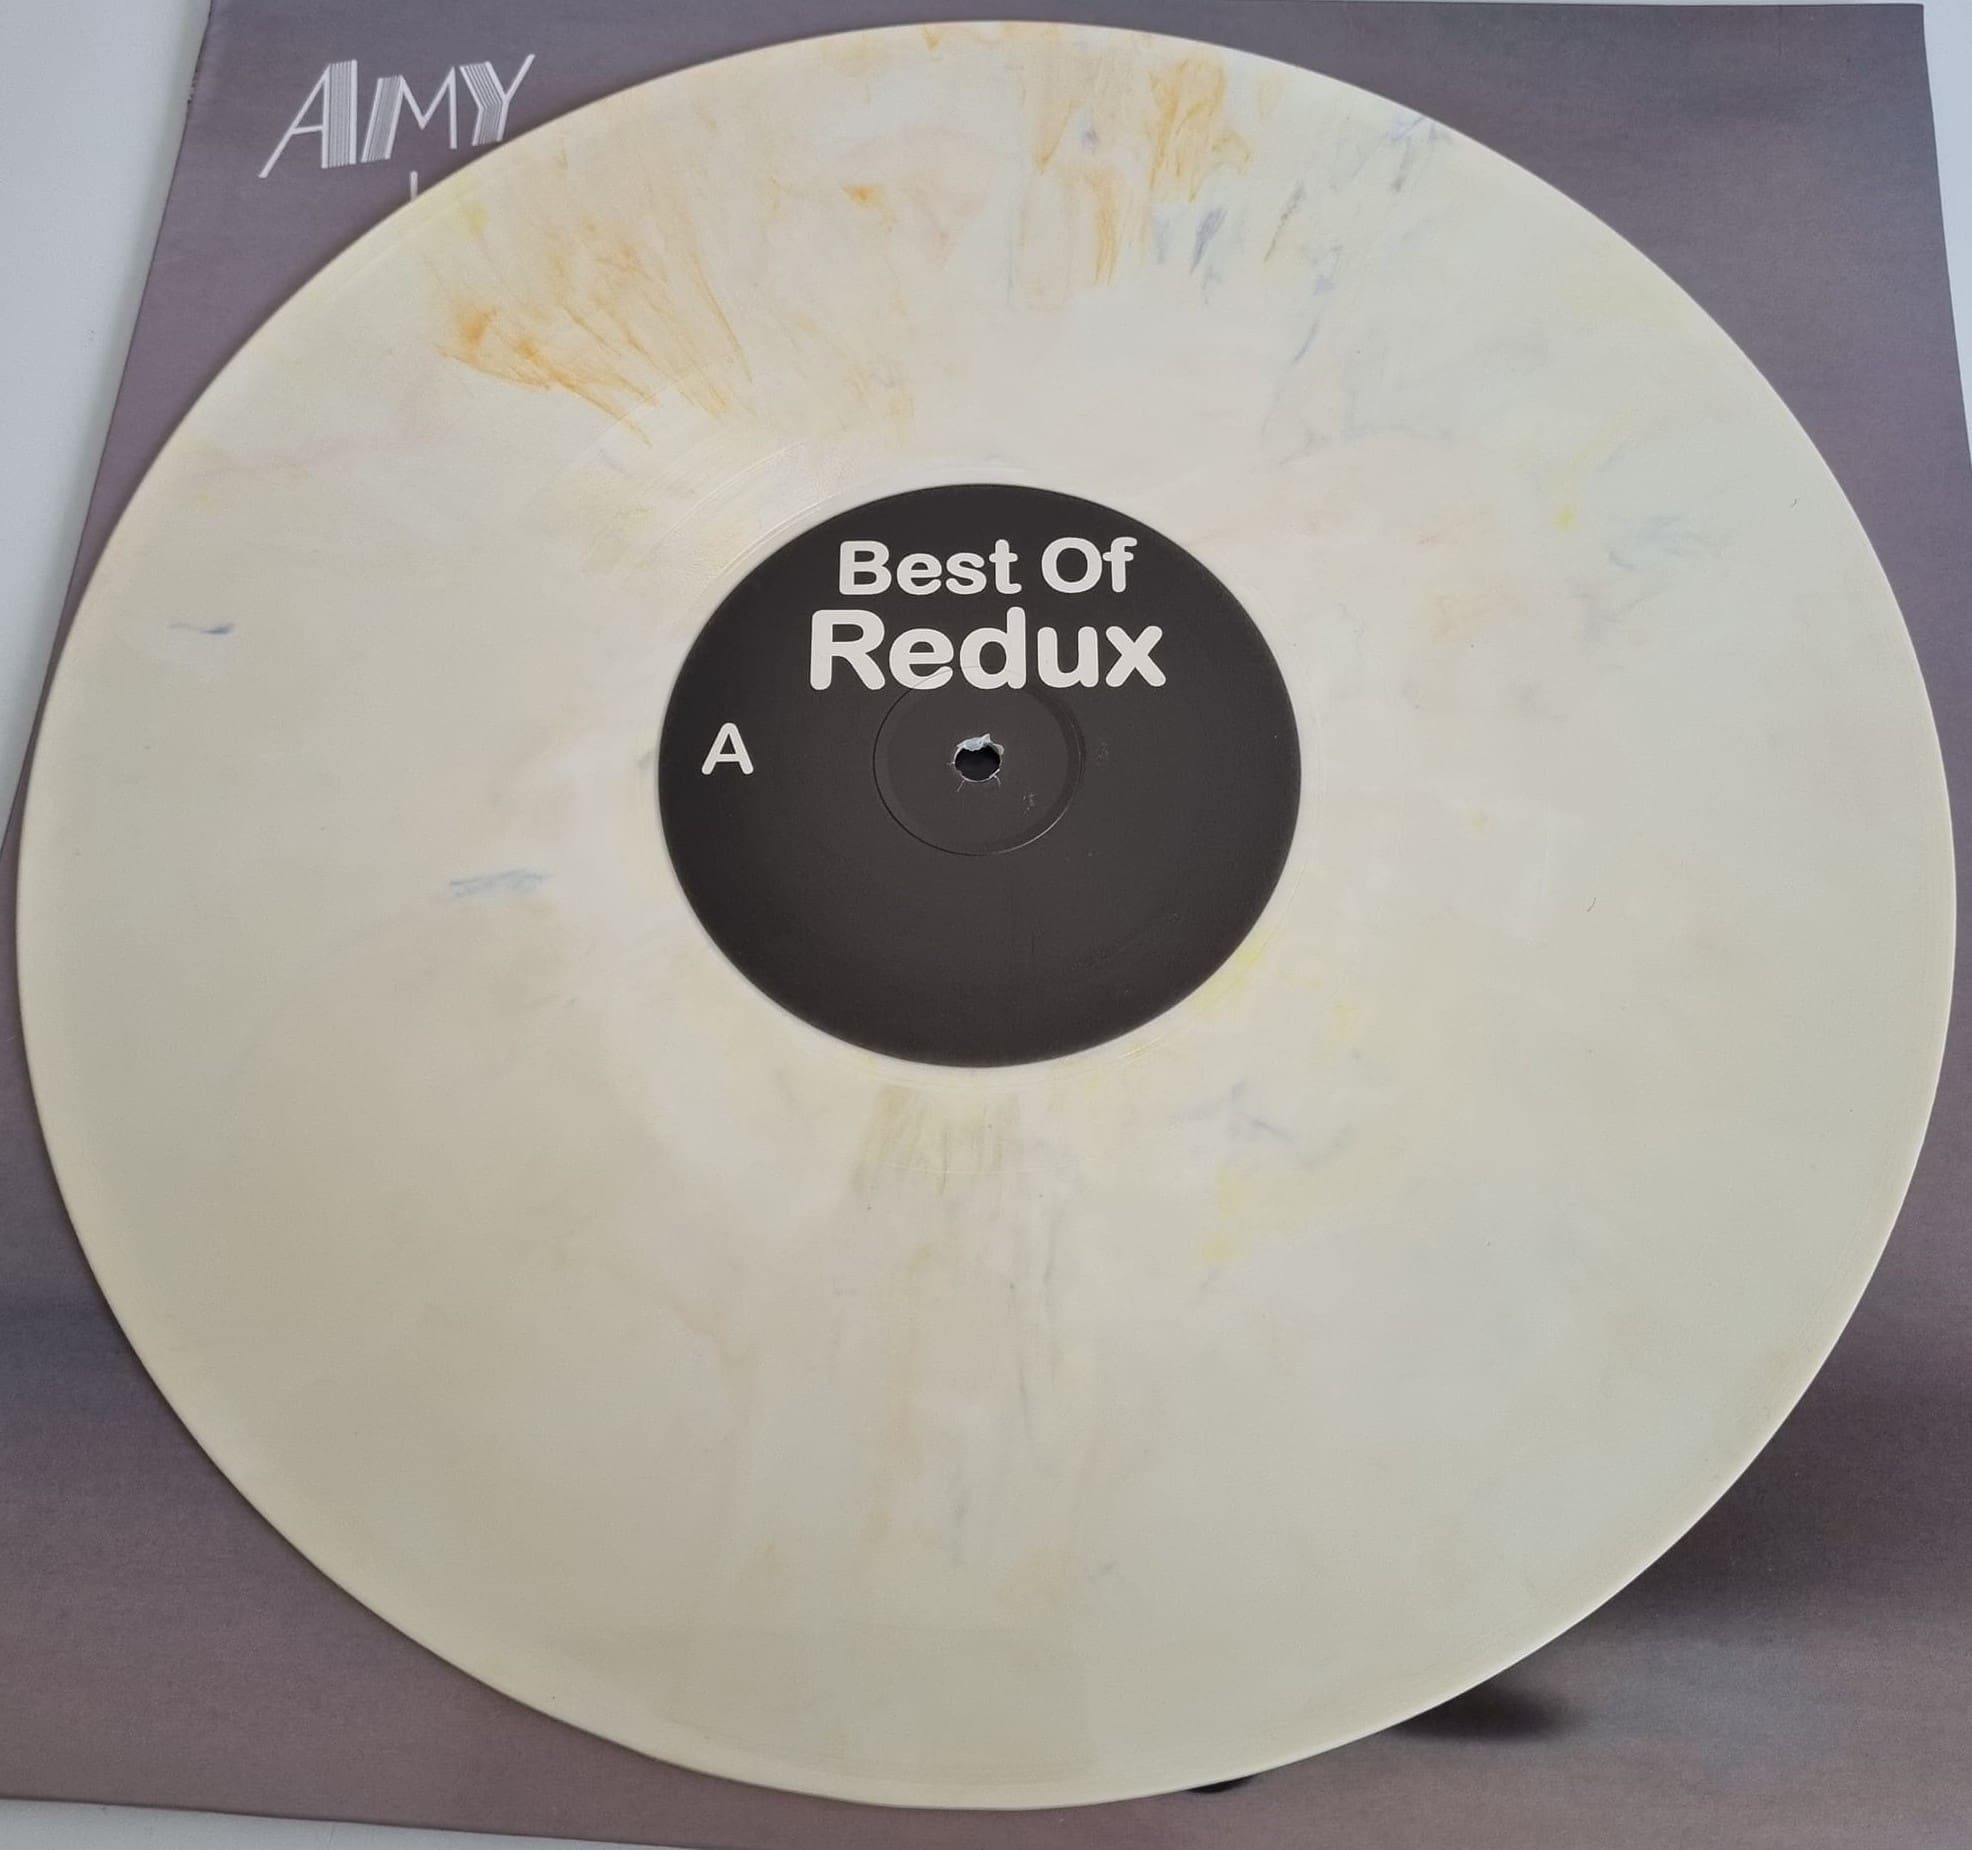 AMY
Best Of
Redux
A